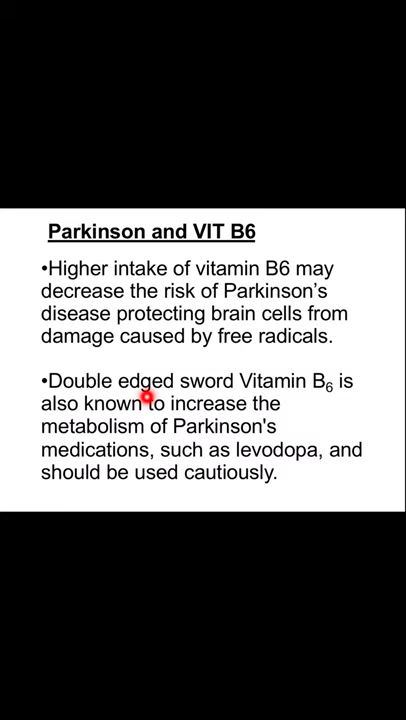 Parkinson and VIT B6
•Higher intake of vitamin B6 may
decrease the risk of Parkinson’s
disease protecting brain cells from
damage caused by free radicals.
•Double edged sword Vitamin B₆ is
also known to increase the
metabolism of Parkinson's
medications, such as levodopa, and
should be used cautiously.